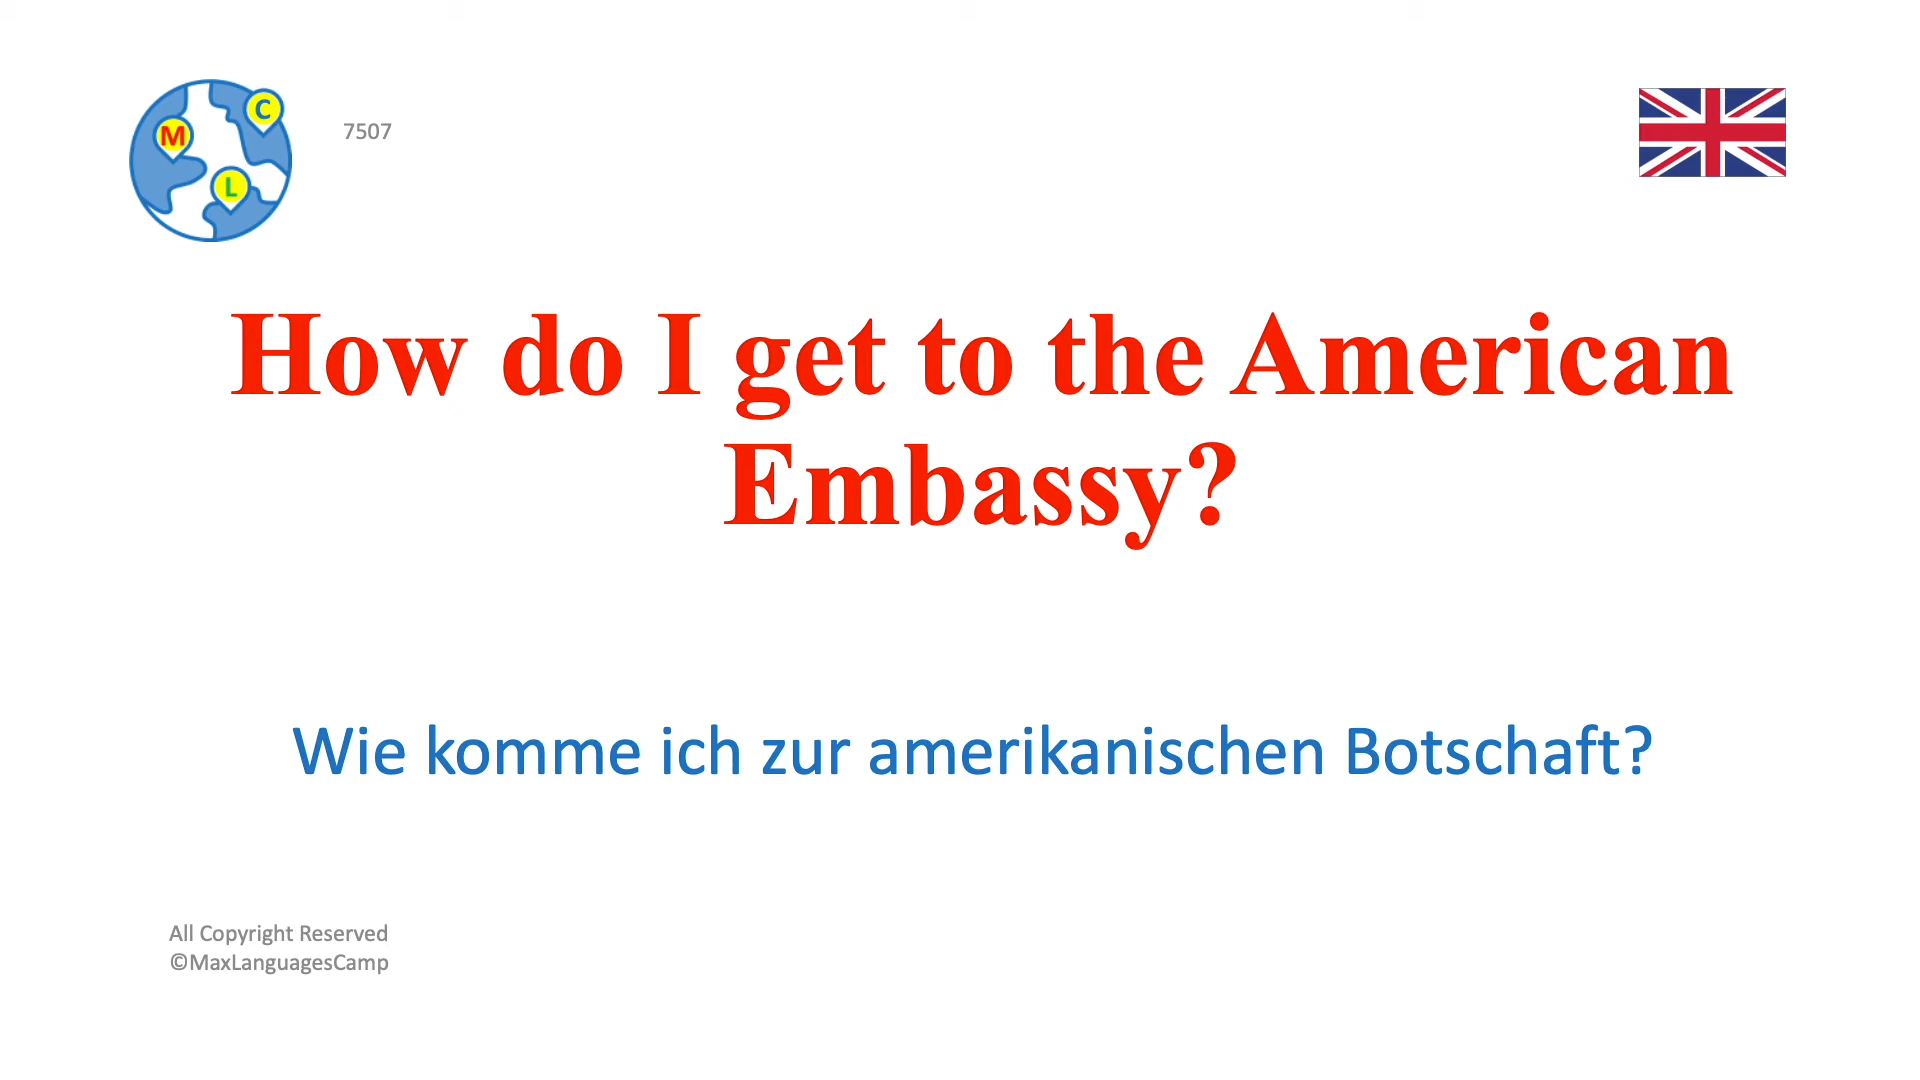 C
M
L
7507
How do I get to the American
Embassy?
Wie komme ich zur amerikanischen Botschaft?
All Copyright Reserved
©MaxLanguagesCamp